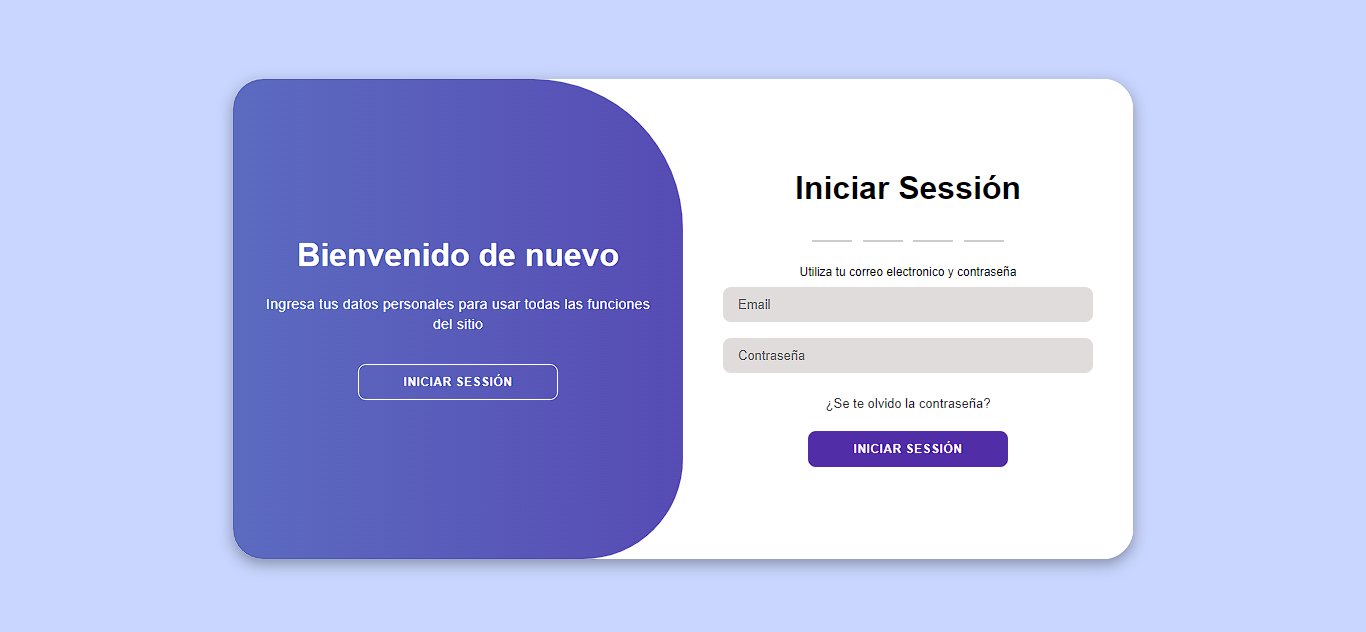 Bienvenido de nuevo
Ingresa tus datos personales para usar todas las funciones
del sitio
INICIAR SESSIÓN
Iniciar Sessión
Utiliza tu correo electronico y contraseña
Email
Contraseña
¿Se te olvido la contraseña?
INICIAR SESSIÓN